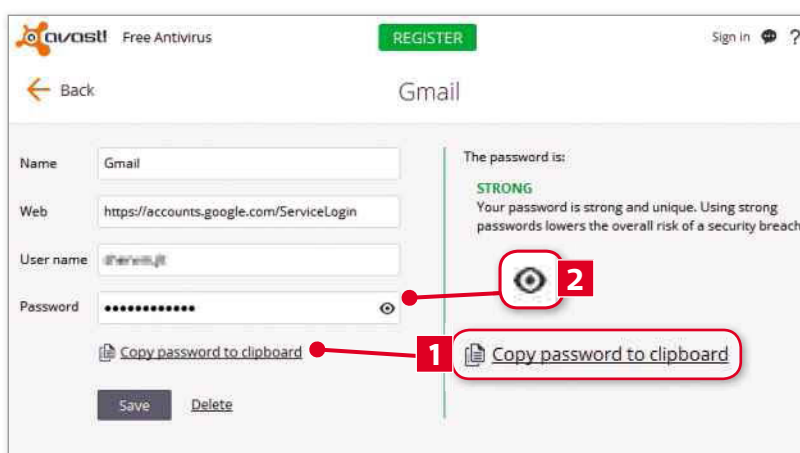 avast! Free Antivirus REGISTER Sign in ?
Back Gmail
Name Gmail
The password is:
STRONG
Your password is strong and unique. Using strong
passwords lowers the overall risk of a security breach
Web https://accounts.google.com/ServiceLogin
User name
2
Password ••••••••••••
Copy password to clipboard
1 Copy password to clipboard
Save Delete